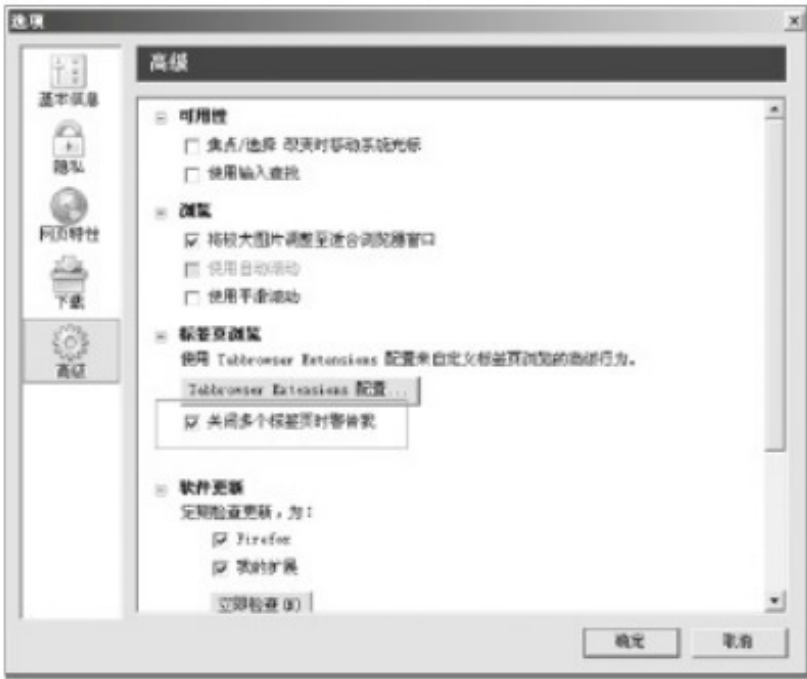 选项
基本信息
隐私
网页特性
下载
高级
高级
可用性
焦点/选择 改变时移动系统光标
使用输入查找
浏览
将较大图片调整至适合浏览器窗口
使用自动滚动
使用平滑滚动
标签页浏览
使用 Tabbrowser Extensions 配置来自定义标签页浏览的高级行为。
Tabbrowser Extensions 配置...
关闭多个标签页时警告我
软件更新
定期检查更新，为：
Firefox
我的扩展
立即检查(N)
确定
取消